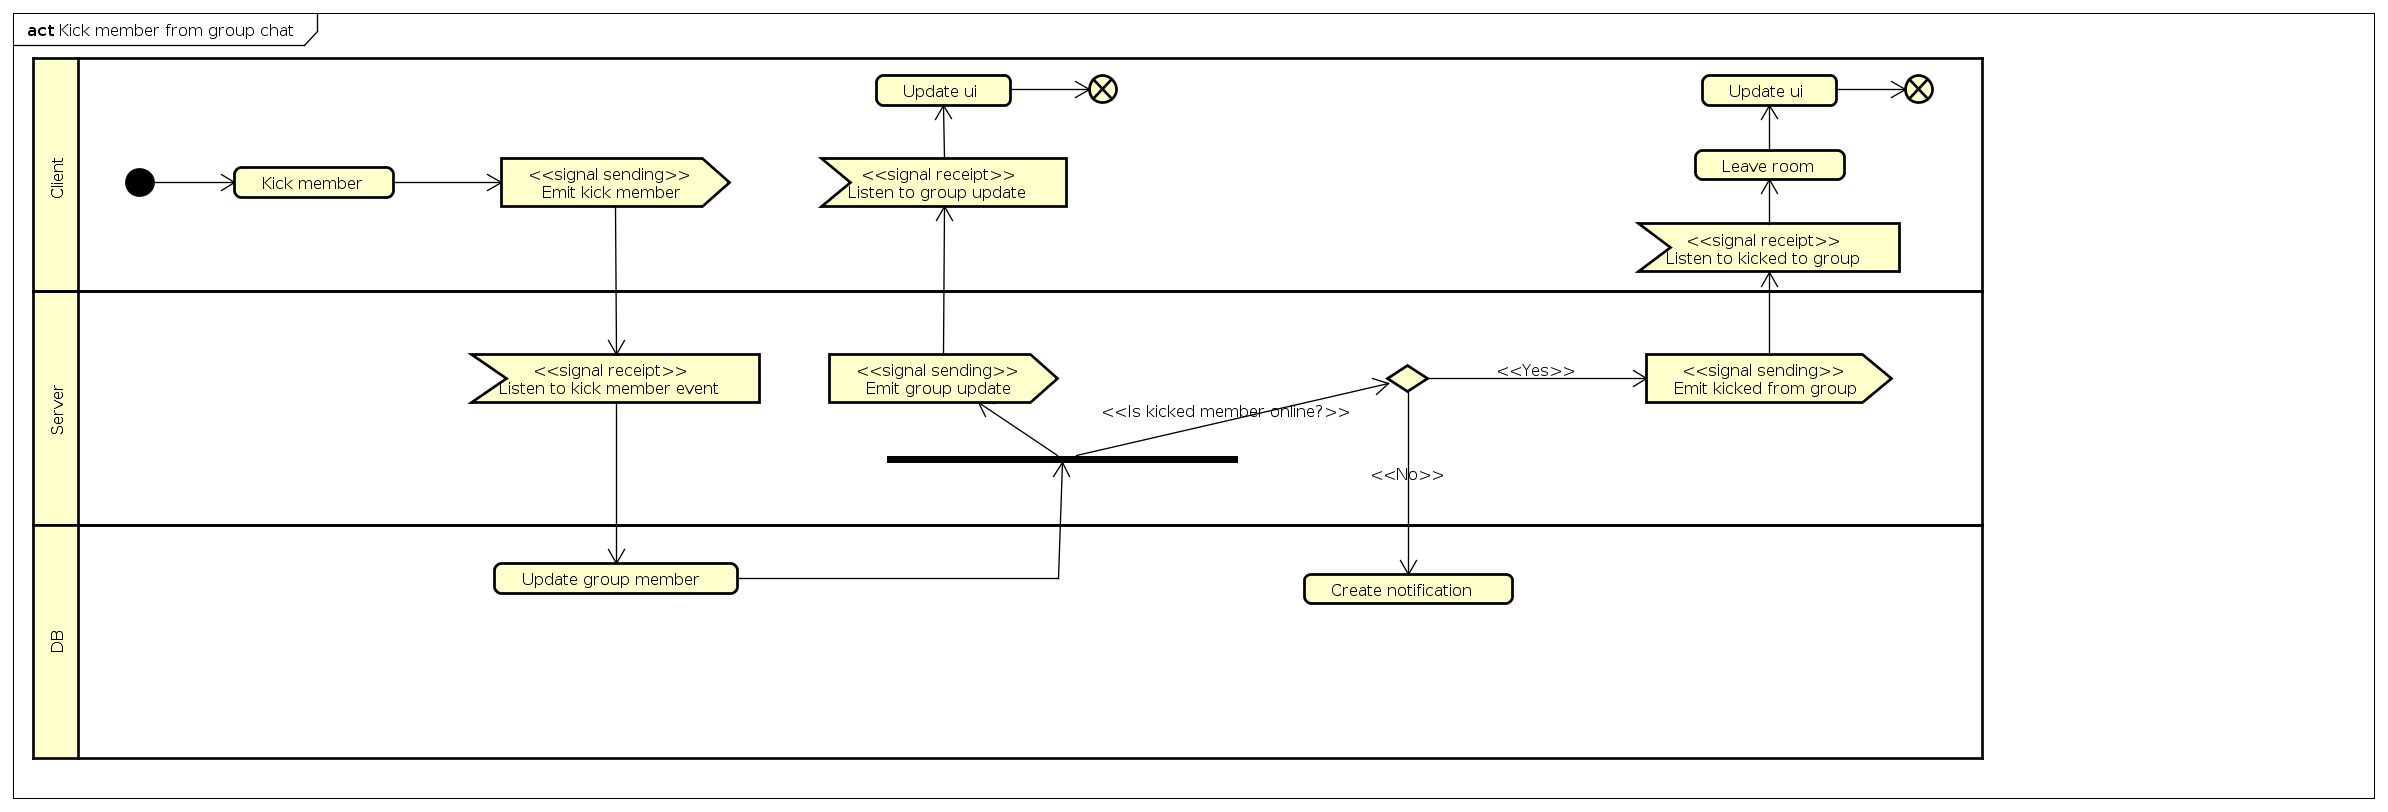 act Kick member from group chat
Client
Update ui
Update ui
Kick member
<<signal sending>>
Emit kick member
<<signal receipt>>
Listen to group update
Leave room
<<signal receipt>>
Listen to kicked to group
Server
<<signal receipt>>
Listen to kick member event
<<signal sending>>
Emit group update
<<Is kicked member online?>>
<<Yes>>
<<signal sending>>
Emit kicked from group
<<No>>
DB
Update group member
Create notification